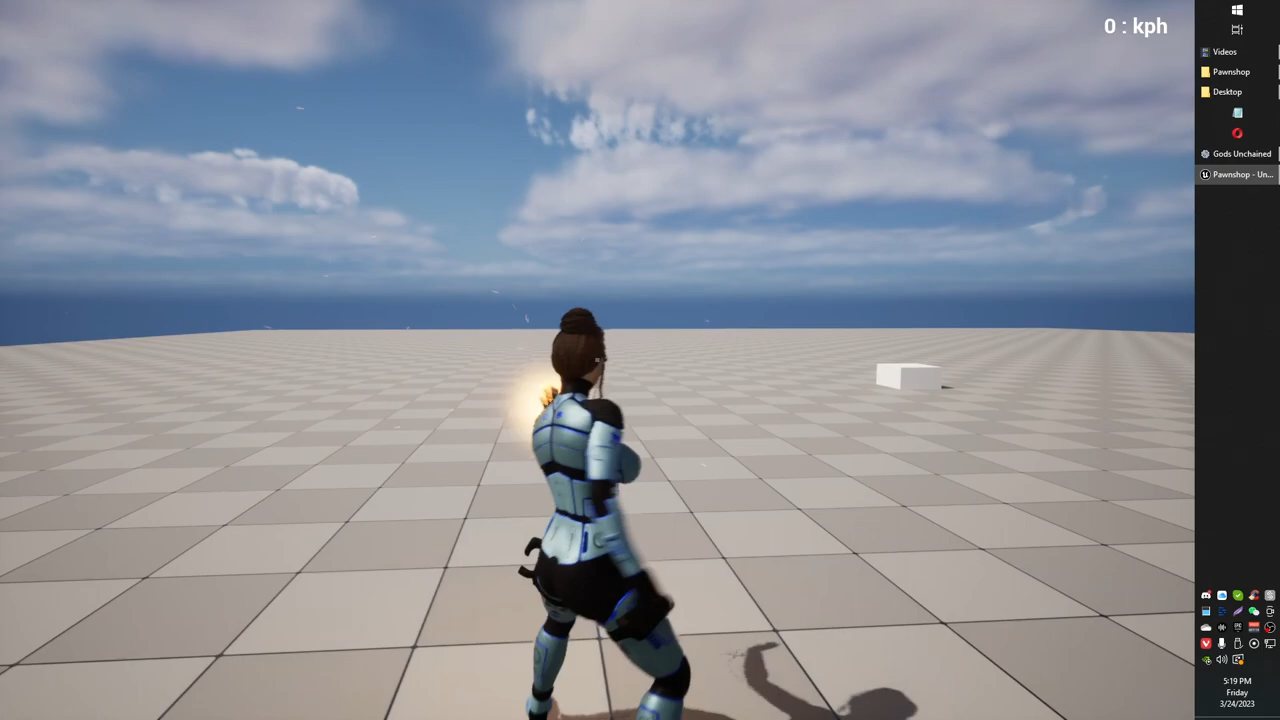 0 : kph
Videos
Pawnshop
Desktop
Gods Unchained
Pawnshop - Un...
5:19 PM
Friday
3/24/2023